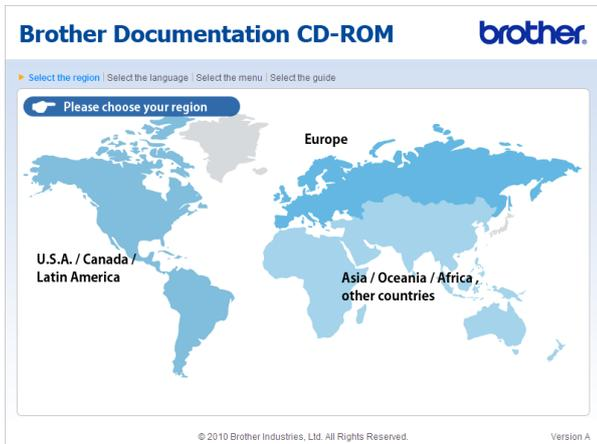 Brother Documentation CD-ROM
brother.
Select the region | Select the language | Select the menu | Select the guide
Please choose your region
Europe
U.S.A. / Canada /
Latin America
Asia / Oceania / Africa ,
other countries
© 2010 Brother Industries, Ltd. All Rights Reserved.
Version A